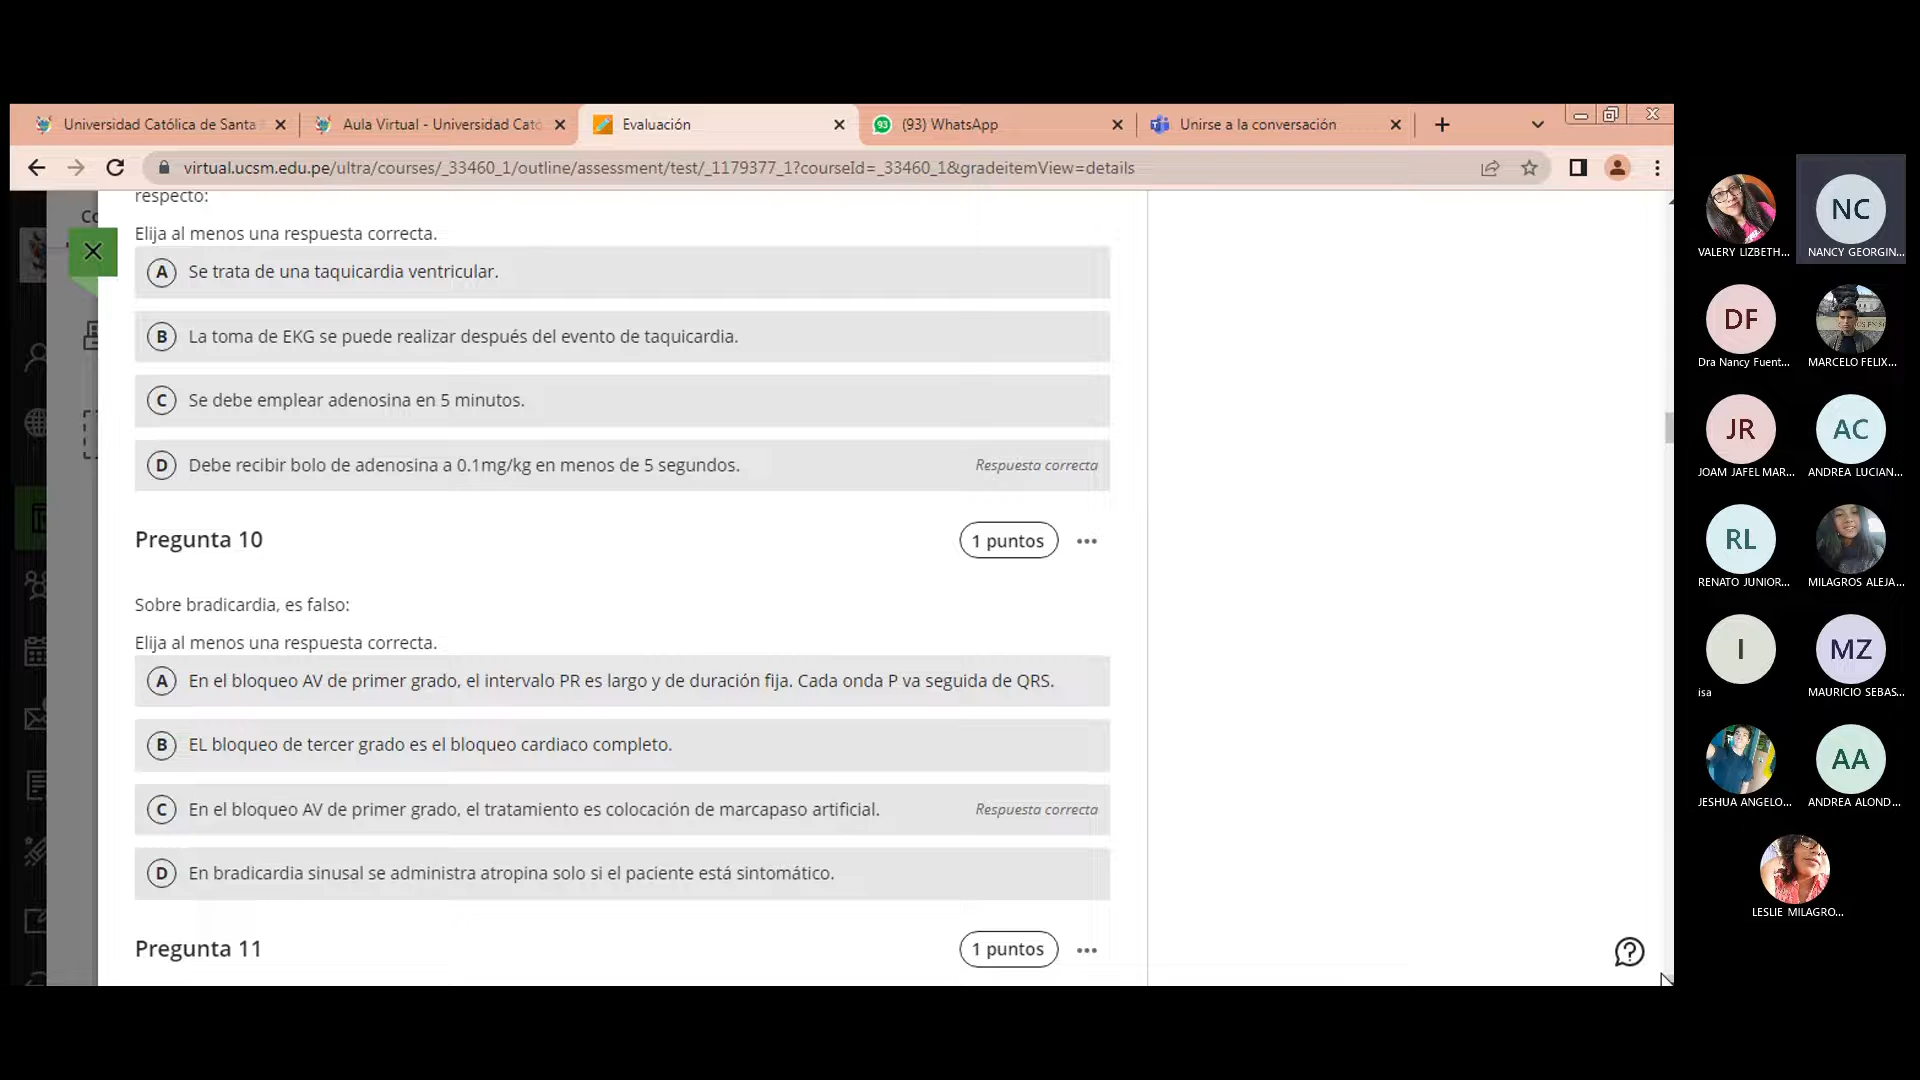 Universidad Católica de Santa
Aula Virtual - Universidad Cató
Evaluación
93
(93) WhatsApp
Unirse a la conversación
virtual.ucsm.edu.pe/ultra/courses/_33460_1/outline/assessment/test/_1179377_1?courseId=_33460_1&gradeitemView=details
respecto:
Elija al menos una respuesta correcta.
A Se trata de una taquicardia ventricular.
B La toma de EKG se puede realizar después del evento de taquicardia.
C Se debe emplear adenosina en 5 minutos.
D Debe recibir bolo de adenosina a 0.1mg/kg en menos de 5 segundos. Respuesta correcta
Pregunta 10 1 puntos
Sobre bradicardia, es falso:
Elija al menos una respuesta correcta.
A En el bloqueo AV de primer grado, el intervalo PR es largo y de duración fija. Cada onda P va seguida de QRS.
B EL bloqueo de tercer grado es el bloqueo cardiaco completo.
C En el bloqueo AV de primer grado, el tratamiento es colocación de marcapaso artificial. Respuesta correcta
D En bradicardia sinusal se administra atropina solo si el paciente está sintomático.
Pregunta 11 1 puntos
VALERY LIZBETH...
NC
NANCY GEORGIN...
DF
Dra Nancy Fuent...
MARCELO FELIX...
JR
JOAM JAFEL MAR...
AC
ANDREA LUCIAN...
RL
RENATO JUNIOR...
MILAGROS ALEJA...
I
isa
MZ
MAURICIO SEBAS...
JESHUA ANGELO...
AA
ANDREA ALOND...
LESLIE MILAGRO...